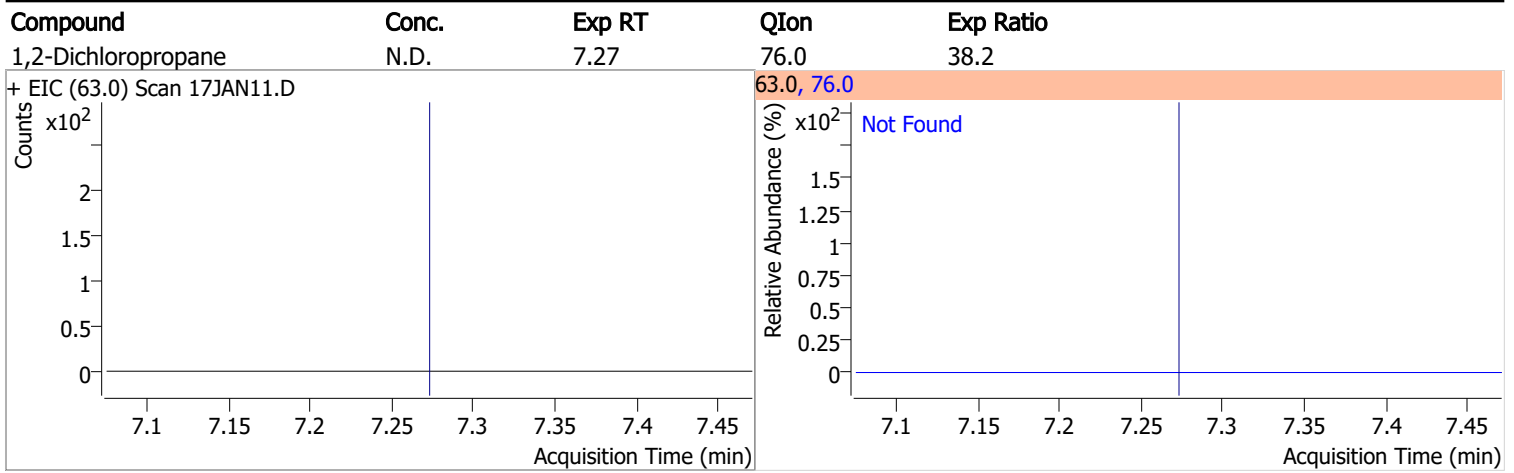 Compound Conc. Exp RT QIon Exp Ratio
1,2-Dichloropropane N.D. 7.27 76.0 38.2
+ EIC (63.0) Scan 17JAN11.D
Counts
x10²
2
1.5
1
0.5
0
7.1 7.15 7.2 7.25 7.3 7.35 7.4 7.45
Acquisition Time (min)
63.0, 76.0
Relative Abundance (%)
x10²
Not Found
1.5
1.25
1
0.75
0.5
0.25
0
7.1 7.15 7.2 7.25 7.3 7.35 7.4 7.45
Acquisition Time (min)